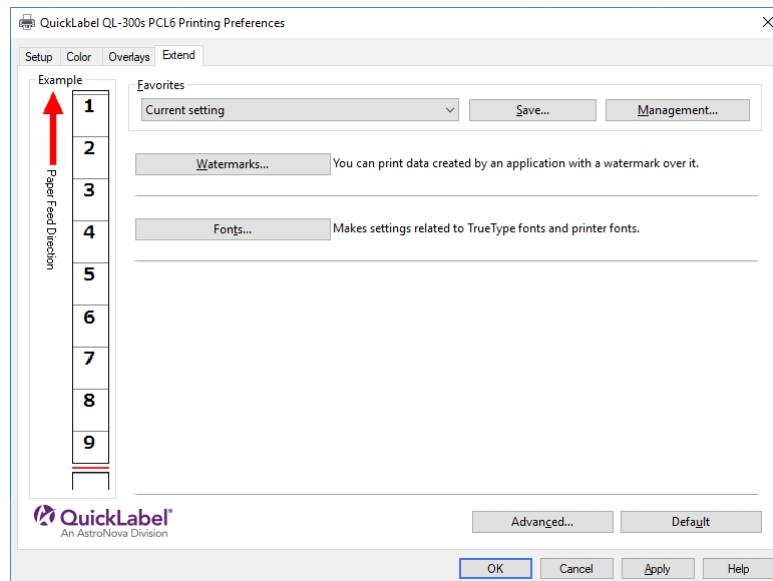 QuickLabel QL-300s PCL6 Printing Preferences
Setup Color Overlays Extend
Example
Paper Feed Direction
1
2
3
4
5
6
7
8
9
Favorites
Current setting Save... Management...
Watermarks... You can print data created by an application with a watermark over it.
Fonts... Makes settings related to TrueType fonts and printer fonts.
QuickLabel®
An AstroNova Division
Advanced... Default
OK Cancel Apply Help